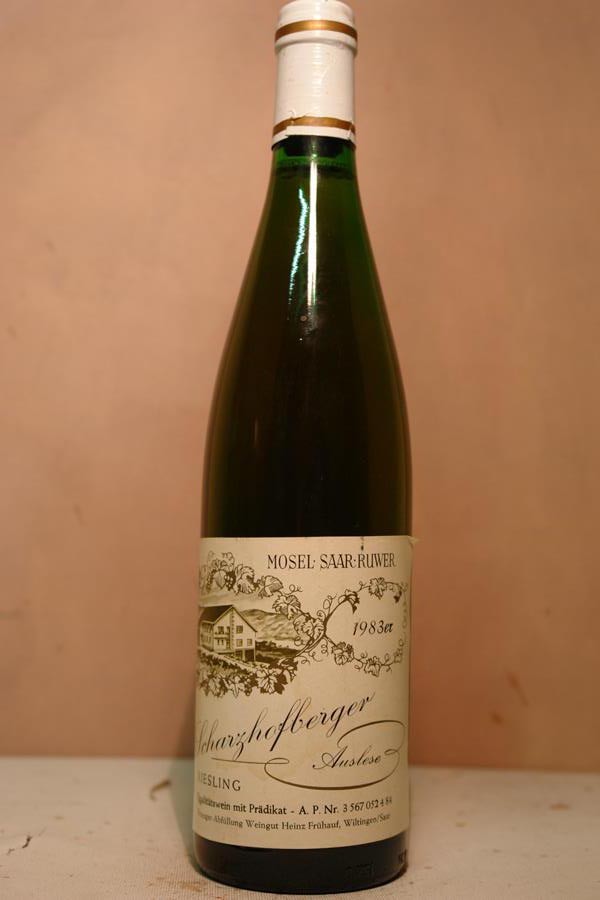 MOSEL·SAAR·RUWER
1983er
Scharzhofberger
Auslese
RIESLING
Qualitätswein mit Prädikat - A. P. Nr. 3 567 052 4 84
Erzeuger-Abfüllung Weingut Heinz Frühauf, Wiltingen/Saar